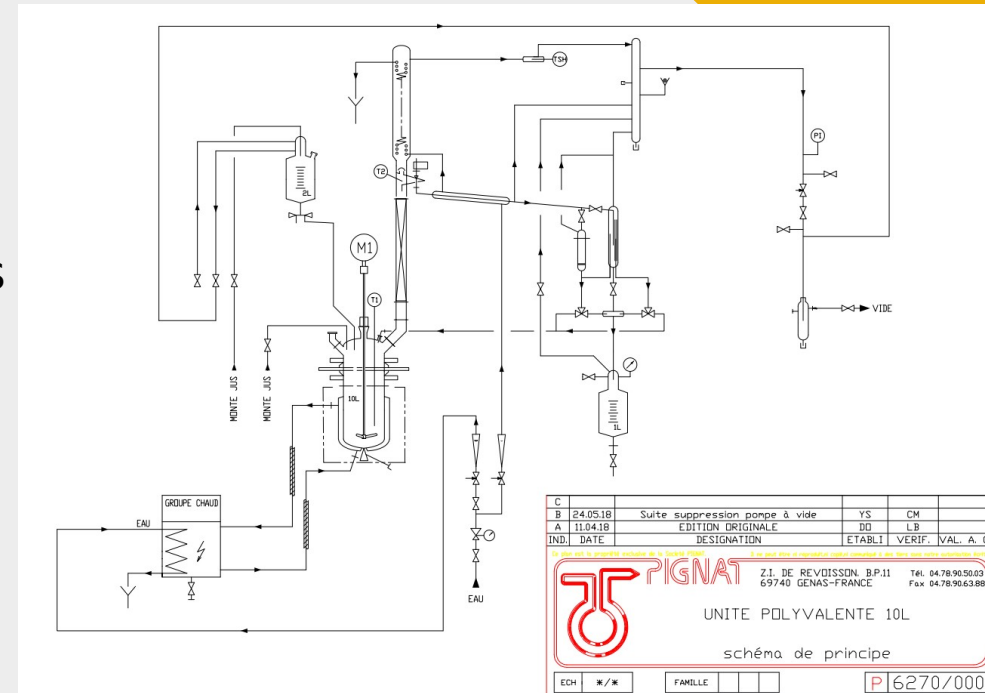 S
TSH
PI
T2
2L
M1
T1
VIDE
MONTE JUS
MONTE JUS
10L
1L
GROUPE CHAUD
EAU
EAU
C
B 24.05.18 Suite suppression pompe à vide YS CM
A 11.04.18 EDITION ORIGINALE DD LB
IND. DATE DESIGNATION ETABLI VERIF. VAL. A.
PIGNAT
Z.I. DE REVOISSON. B.P.11 Tél. 04.78.90.50.03
69740 GENAS-FRANCE Fax 04.78.90.63.88
UNITE POLYVALENTE 10L
schéma de principe
ECH */* FAMILLE P 6270/000